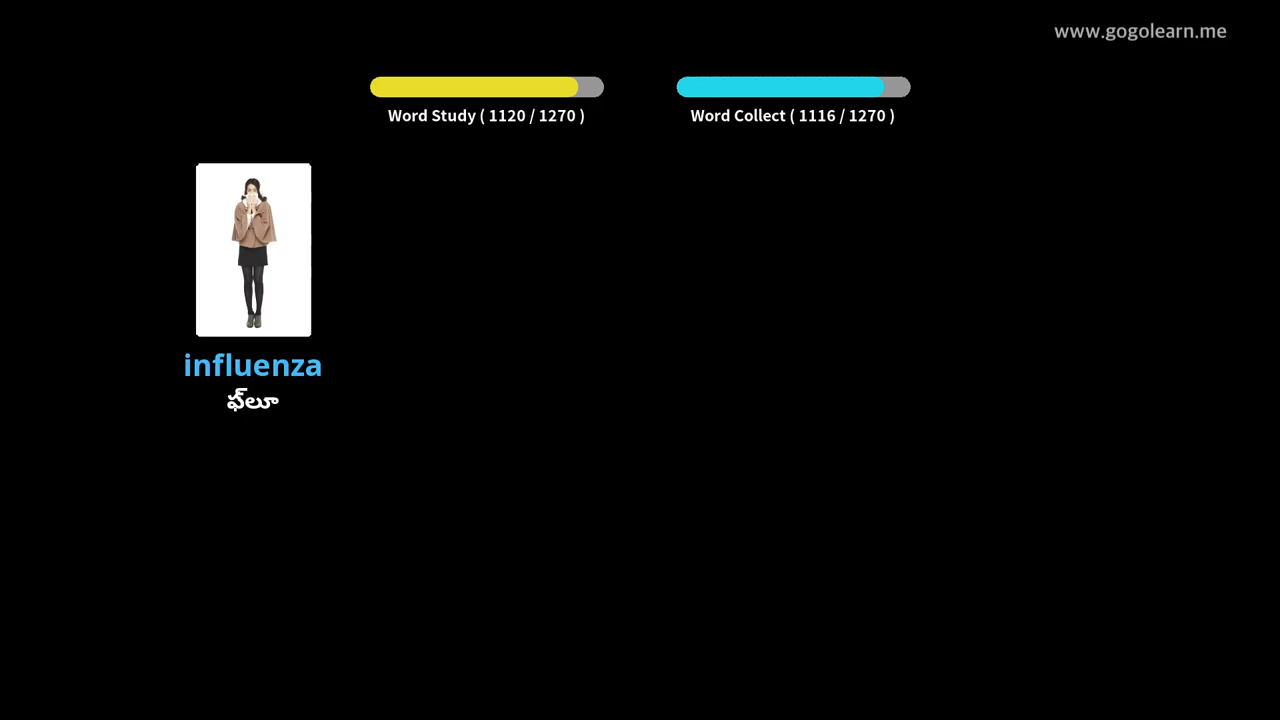 www.gogolearn.me
Word Study ( 1120 / 1270 )
Word Collect ( 1116 / 1270 )
influenza
ఫ్‌లూ